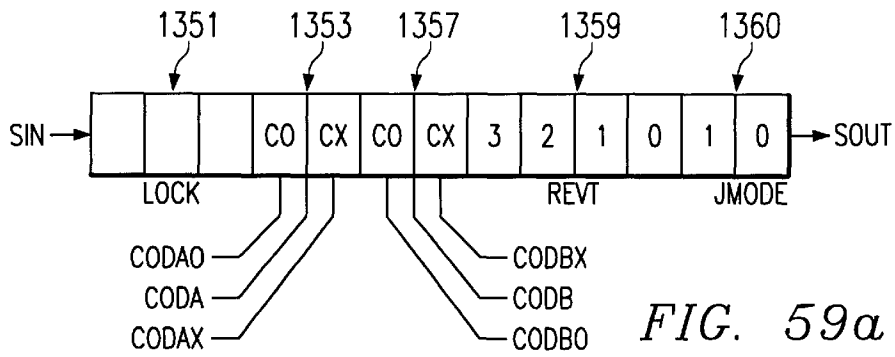 1351 1353 1357 1359 1360
SIN CO CX CO CX 3 2 1 0 1 0 SOUT
LOCK REVT JMODE
CODAO CODBX
CODA CODB
CODAX CODBO
FIG. 59a